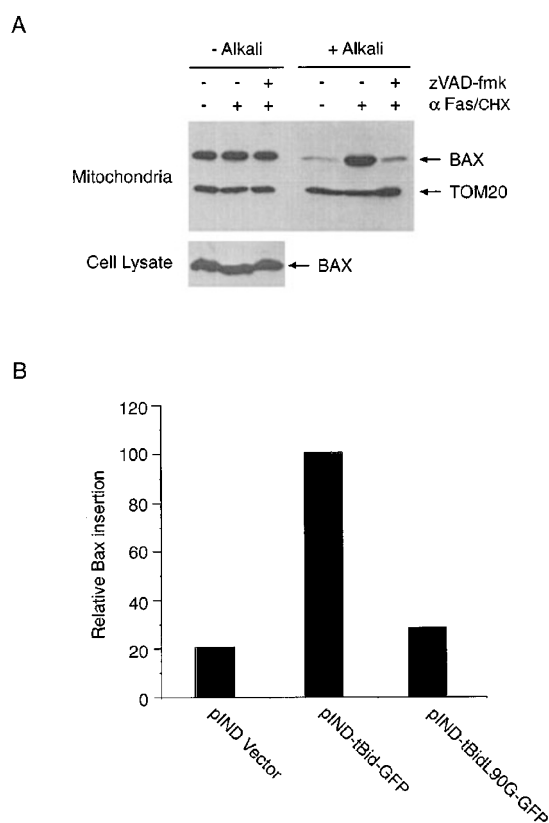 A
- Alkali + Alkali
- - + - - + zVAD-fmk
- + + - + + α Fas/CHX
Mitochondria
BAX
TOM20
Cell Lysate
BAX
B
Relative Bax insertion
120
100
80
60
40
20
0
pIND Vector
pIND-tBid-GFP
pIND-tBidL90G-GFP